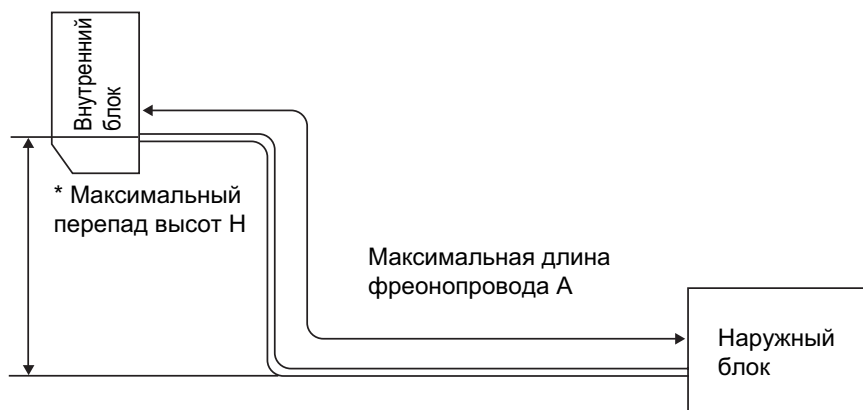 Внутренний
блок
* Максимальный
перепад высот H
Максимальная длина
фреонопровода A
Наружный
блок